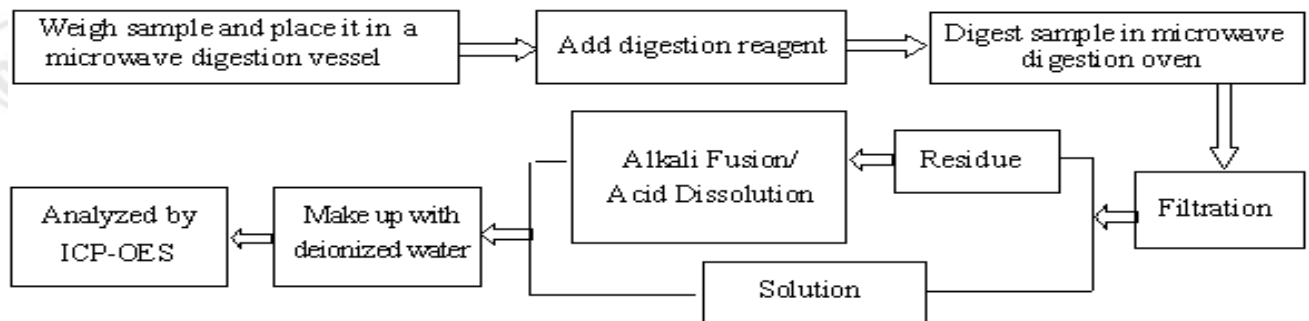 Weigh sample and place it in a
microwave digestion vessel
Add digestion reagent
Digest sample in microwave
digestion oven
Filtration
Residue
Alkali Fusion/
Acid Dissolution
Solution
Make up with
deionized water
Analyzed by
ICP-OES